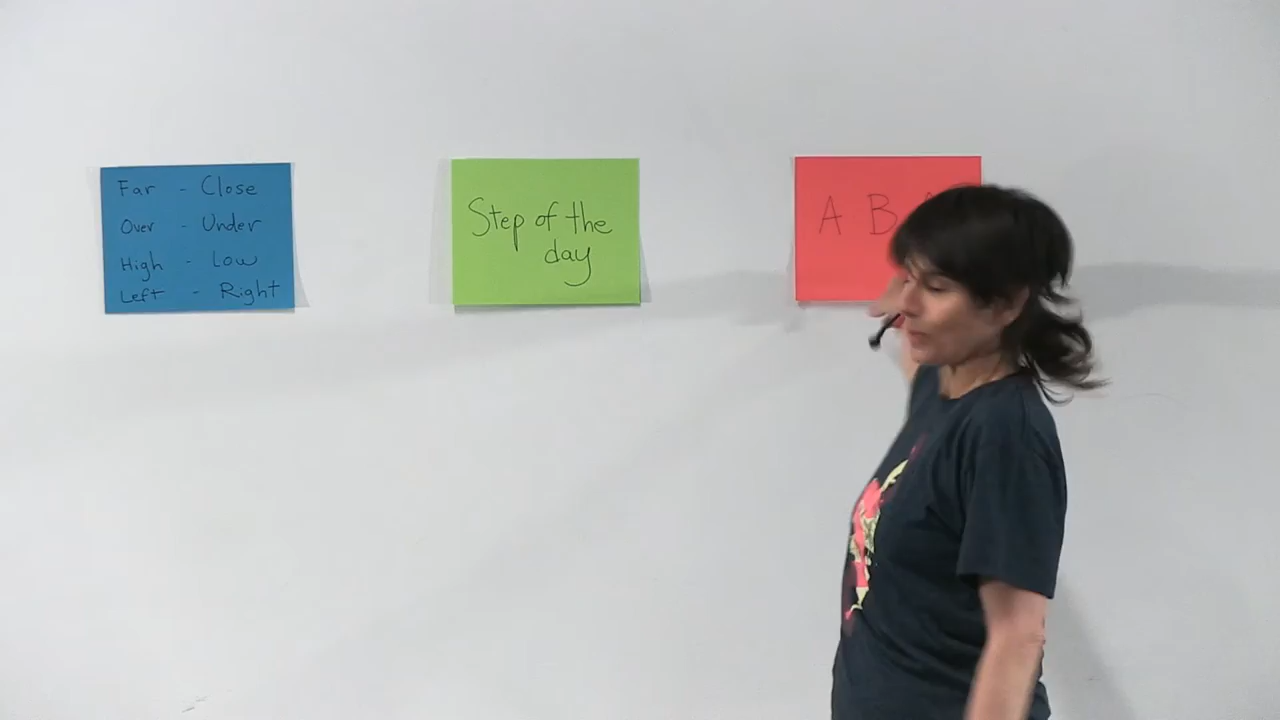 Far - Close
Over - Under
High - Low
Left - Right
Step of the
day
A B